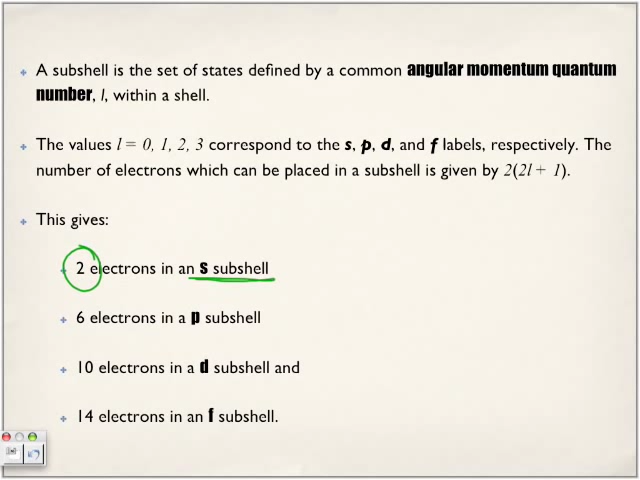 A subshell is the set of states defined by a common angular momentum quantum
number, l, within a shell.
The values l = 0, 1, 2, 3 correspond to the s, p, d, and f labels, respectively. The
number of electrons which can be placed in a subshell is given by 2(2l + 1).
This gives:
2 electrons in an s subshell
6 electrons in a p subshell
10 electrons in a d subshell and
14 electrons in an f subshell.